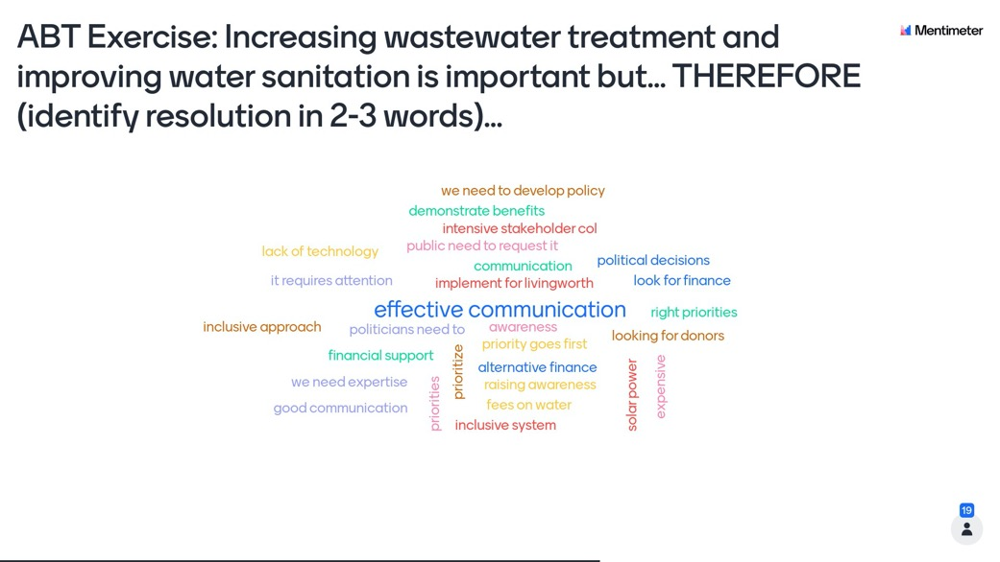 ABT Exercise: Increasing wastewater treatment and
improving water sanitation is important but... THEREFORE
(identify resolution in 2-3 words)...
Mentimeter
we need to develop policy
demonstrate benefits
intensive stakeholder col
public need to request it
lack of technology
political decisions
communication
it requires attention
implement for livingworth
look for finance
effective communication
right priorities
inclusive approach
politicians need to
awareness
looking for donors
priority goes first
financial support
prioritize
alternative finance
solar power
expensive
we need expertise
priorities
raising awareness
good communication
fees on water
inclusive system
19